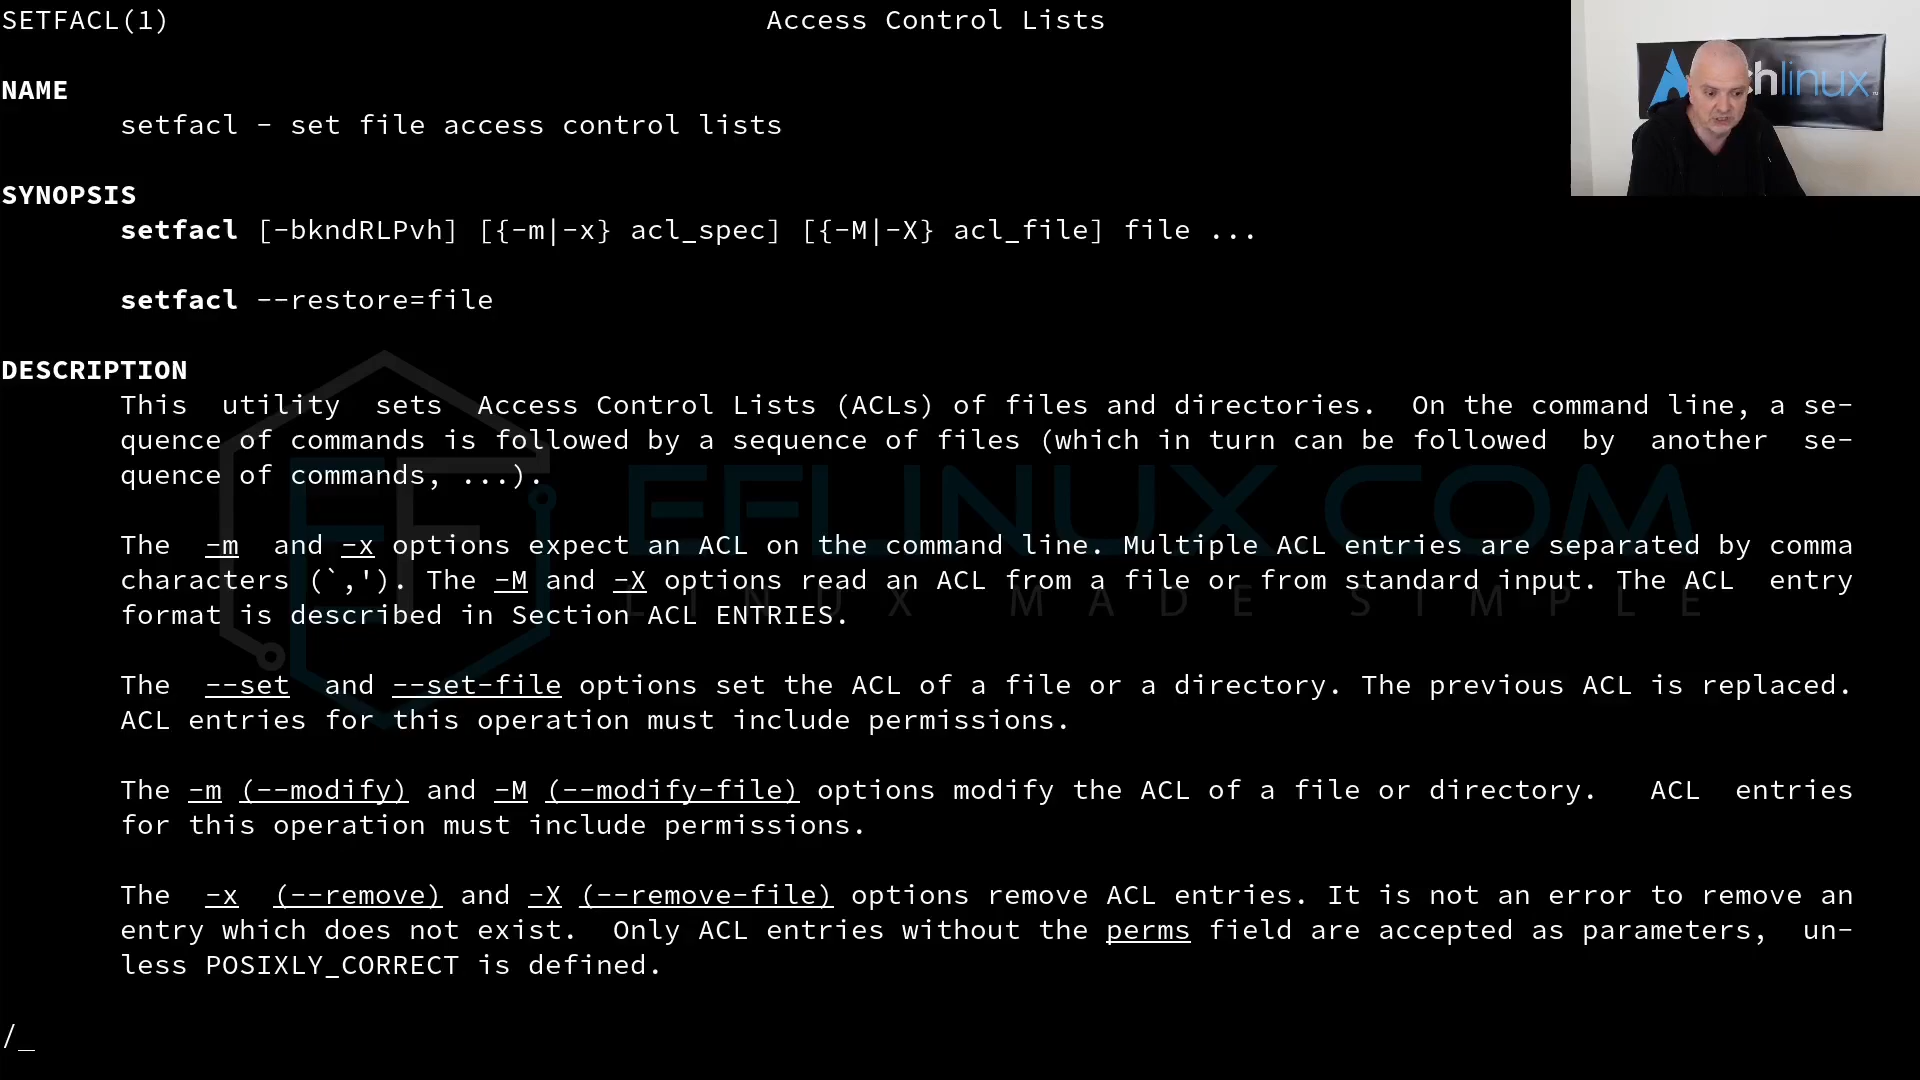 SETFACL(1)
Access Control Lists
NAME
setfacl - set file access control lists
SYNOPSIS
setfacl [-bkndRLPvh] [{-m|-x} acl_spec] [{-M|-X} acl_file] file ...
setfacl --restore=file
DESCRIPTION
This utility sets Access Control Lists (ACLs) of files and directories. On the command line, a se-
quence of commands is followed by a sequence of files (which in turn can be followed by another se-
quence of commands, ...).
The -m and -x options expect an ACL on the command line. Multiple ACL entries are separated by comma
characters (`,'). The -M and -X options read an ACL from a file or from standard input. The ACL entry
format is described in Section ACL ENTRIES.
The --set and --set-file options set the ACL of a file or a directory. The previous ACL is replaced.
ACL entries for this operation must include permissions.
The -m (--modify) and -M (--modify-file) options modify the ACL of a file or directory. ACL entries
for this operation must include permissions.
The -x (--remove) and -X (--remove-file) options remove ACL entries. It is not an error to remove an
entry which does not exist. Only ACL entries without the perms field are accepted as parameters, un-
less POSIXLY_CORRECT is defined.
/_
EF
EFLINUX.COM
LINUX MADE SIMPLE